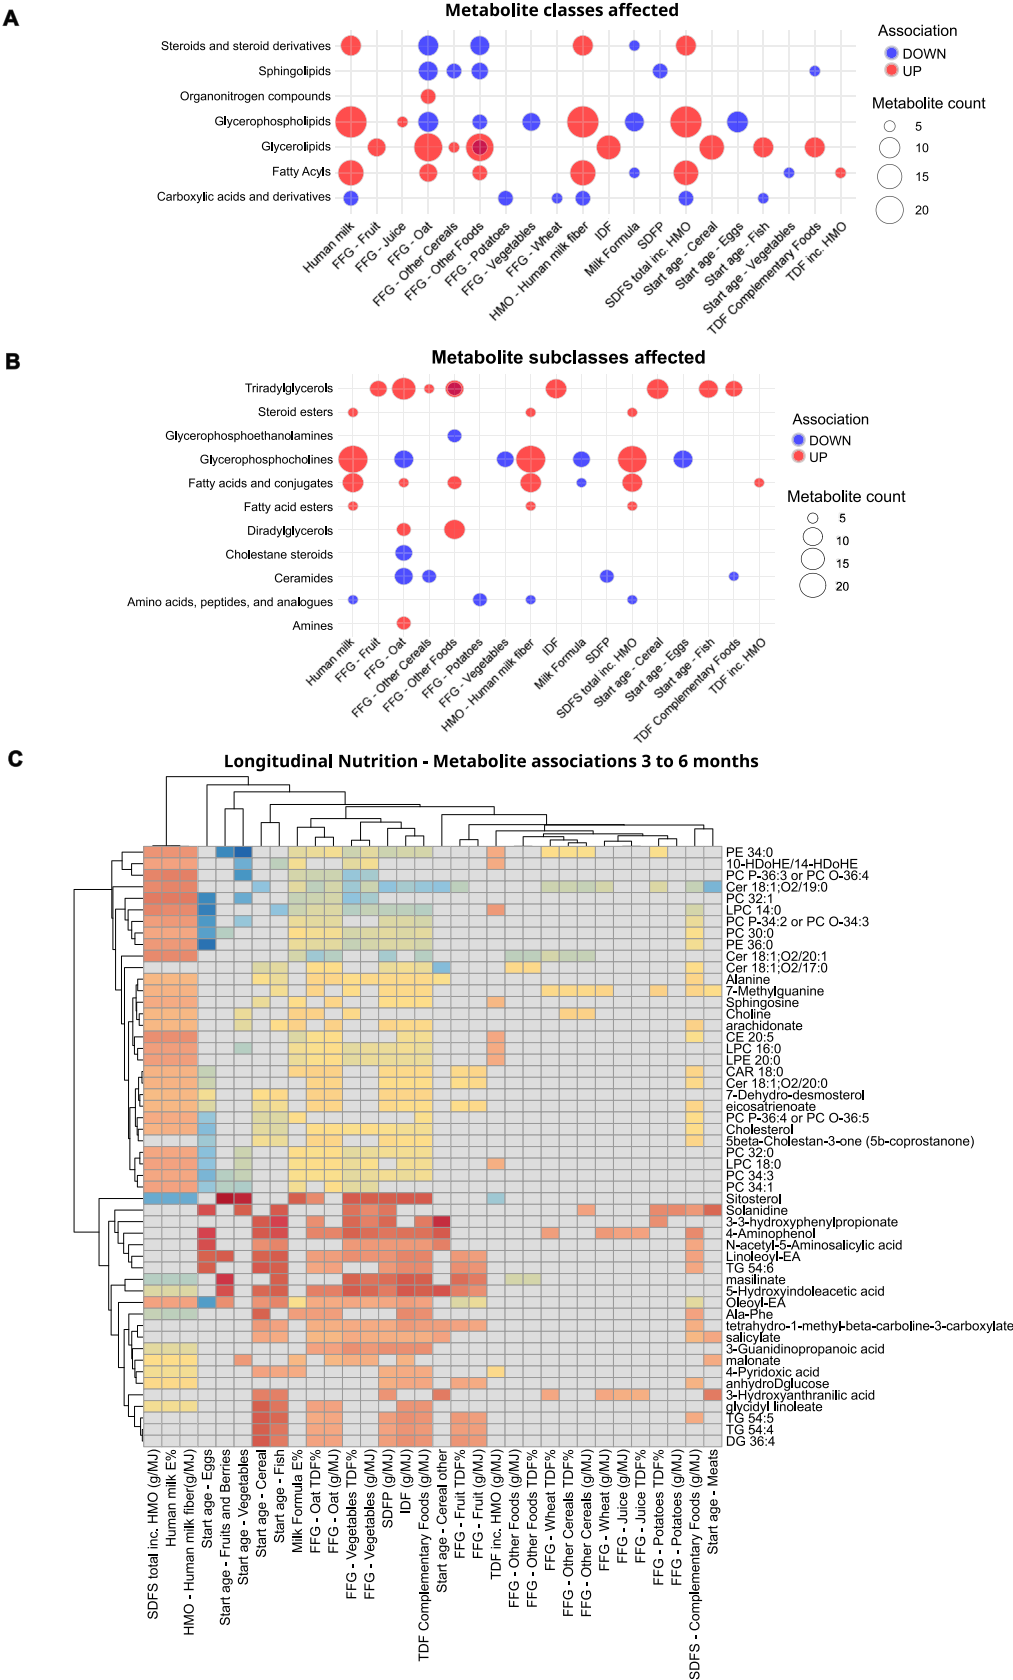 A
Metabolite classes affected
Steroids and steroid derivatives
Sphingolipids
Organonitrogen compounds
Glycerophospholipids
Glycerolipids
Fatty Acyls
Carboxylic acids and derivatives
Human milk
FFG - Fruit
FFG - Juice
FFG - Oat
FFG - Other Cereals
FFG - Other Foods
FFG - Potatoes
FFG - Vegetables
FFG - Wheat
HMO - Human milk fiber
IDF
Milk Formula
SDFP
SDFS total inc. HMO
Start age - Cereal
Start age - Eggs
Start age - Fish
Start age - Vegetables
TDF Complementary Foods
TDF inc. HMO
Association
DOWN
UP
Metabolite count
5
10
15
20
B
Metabolite subclasses affected
Triradylglycerols
Steroid esters
Glycerophosphoethanolamines
Glycerophosphocholines
Fatty acids and conjugates
Fatty acid esters
Diradylglycerols
Cholestane steroids
Ceramides
Amino acids, peptides, and analogues
Amines
Human milk
FFG - Fruit
FFG - Oat
FFG - Other Cereals
FFG - Other Foods
FFG - Potatoes
FFG - Vegetables
HMO - Human milk fiber
IDF
Milk Formula
SDFP
SDFS total inc. HMO
Start age - Cereal
Start age - Eggs
Start age - Fish
TDF Complementary Foods
TDF inc. HMO
Association
DOWN
UP
Metabolite count
5
10
15
20
C
Longitudinal Nutrition - Metabolite associations 3 to 6 months
PE 34:0
10-HDoHE/14-HDoHE
PC P-36:3 or PC O-36:4
Cer 18:1;O2/19:0
PC 32:1
LPC 14:0
PC P-34:2 or PC O-34:3
PC 30:0
PE 36:0
Cer 18:1;O2/20:1
Cer 18:1;O2/17:0
Alanine
7-Methylguanine
Sphingosine
Choline
arachidonate
CE 20:5
LPC 16:0
LPE 20:0
CAR 18:0
Cer 18:1;O2/20:0
7-Dehydro-desmosterol
eicosatrienoate
PC P-36:4 or PC O-36:5
Cholesterol
5beta-Cholestan-3-one (5b-coprostanone)
PC 32:0
LPC 18:0
PC 34:3
PC 34:1
Sitosterol
Solanidine
3-3-hydroxyphenylpropionate
4-Aminophenol
N-acetyl-5-Aminosalicylic acid
Linoleoyl-EA
TG 54:6
masilinate
5-Hydroxyindoleacetic acid
Oleoyl-EA
Ala-Phe
tetrahydro-1-methyl-beta-carboline-3-carboxylate
salicylate
3-Guanidinopropanoic acid
malonate
4-Pyridoxic acid
anhydroDglucose
3-Hydroxyanthranilic acid
glycidyl linoleate
TG 54:5
TG 54:4
DG 36:4
SDFS total inc. HMO (g/MJ)
Human milk E%
HMO - Human milk fiber(g/MJ)
Start age - Eggs
Start age - Fruits and Berries
Start age - Vegetables
Start age - Cereal
Start age - Fish
Milk Formula E%
FFG - Oat TDF%
FFG - Oat (g/MJ)
FFG - Vegetables TDF%
FFG - Vegetables (g/MJ)
SDFP (g/MJ)
IDF (g/MJ)
TDF Complementary Foods (g/MJ)
Start age - Cereal other
FFG - Fruit TDF%
FFG - Fruit (g/MJ)
TDF inc. HMO (g/MJ)
FFG - Other Foods (g/MJ)
FFG - Other Foods TDF%
FFG - Wheat TDF%
FFG - Other Cereals TDF%
FFG - Other Cereals (g/MJ)
FFG - Wheat (g/MJ)
FFG - Juice (g/MJ)
FFG - Juice TDF%
FFG - Potatoes TDF%
FFG - Potatoes (g/MJ)
SDFS - Complementary Foods (g/MJ)
Start age - Meats